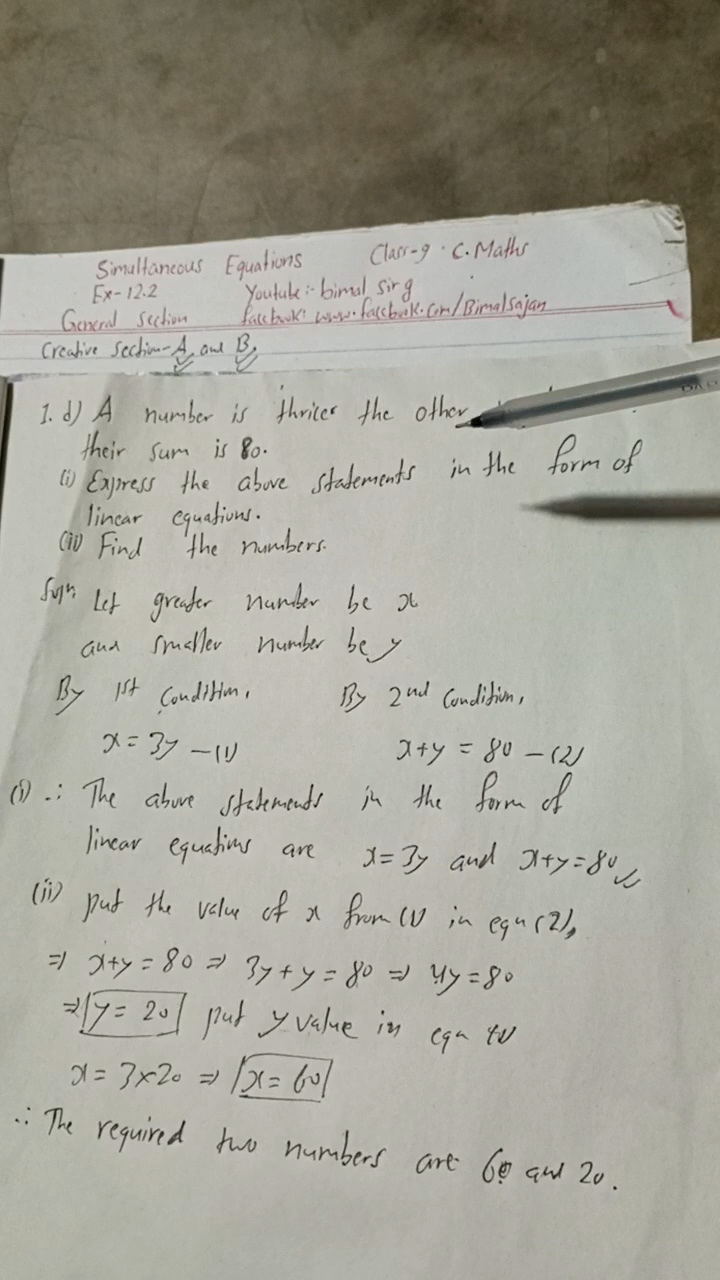 Simultaneous Equations Class-9 . C. Maths
Ex-12.2 Youtube:- bimal sir g
General section facebook: www.facebook.com/Bimalsajan
Creative section-A and B.
1. d) A number is thrices the other
their sum is 80.
(i) Express the above statements in the form of
linear equations.
(ii) Find the numbers.
Soln Let greater number be x
and smaller number be y
By 1st Condition, By 2nd Condition,
x = 3y —(1) x+y = 80 —(2)
(i) ∴ The above statements in the form of
linear equations are x=3y and x+y=80
(ii) put the value of x from (1) in eqn (2),
⇒ x+y = 80 ⇒ 3y+y = 80 ⇒ 4y=80
⇒ y = 20 put y value in eqn (1)
x = 3×20 ⇒ x = 60
∴ The required two numbers are 60 and 20.